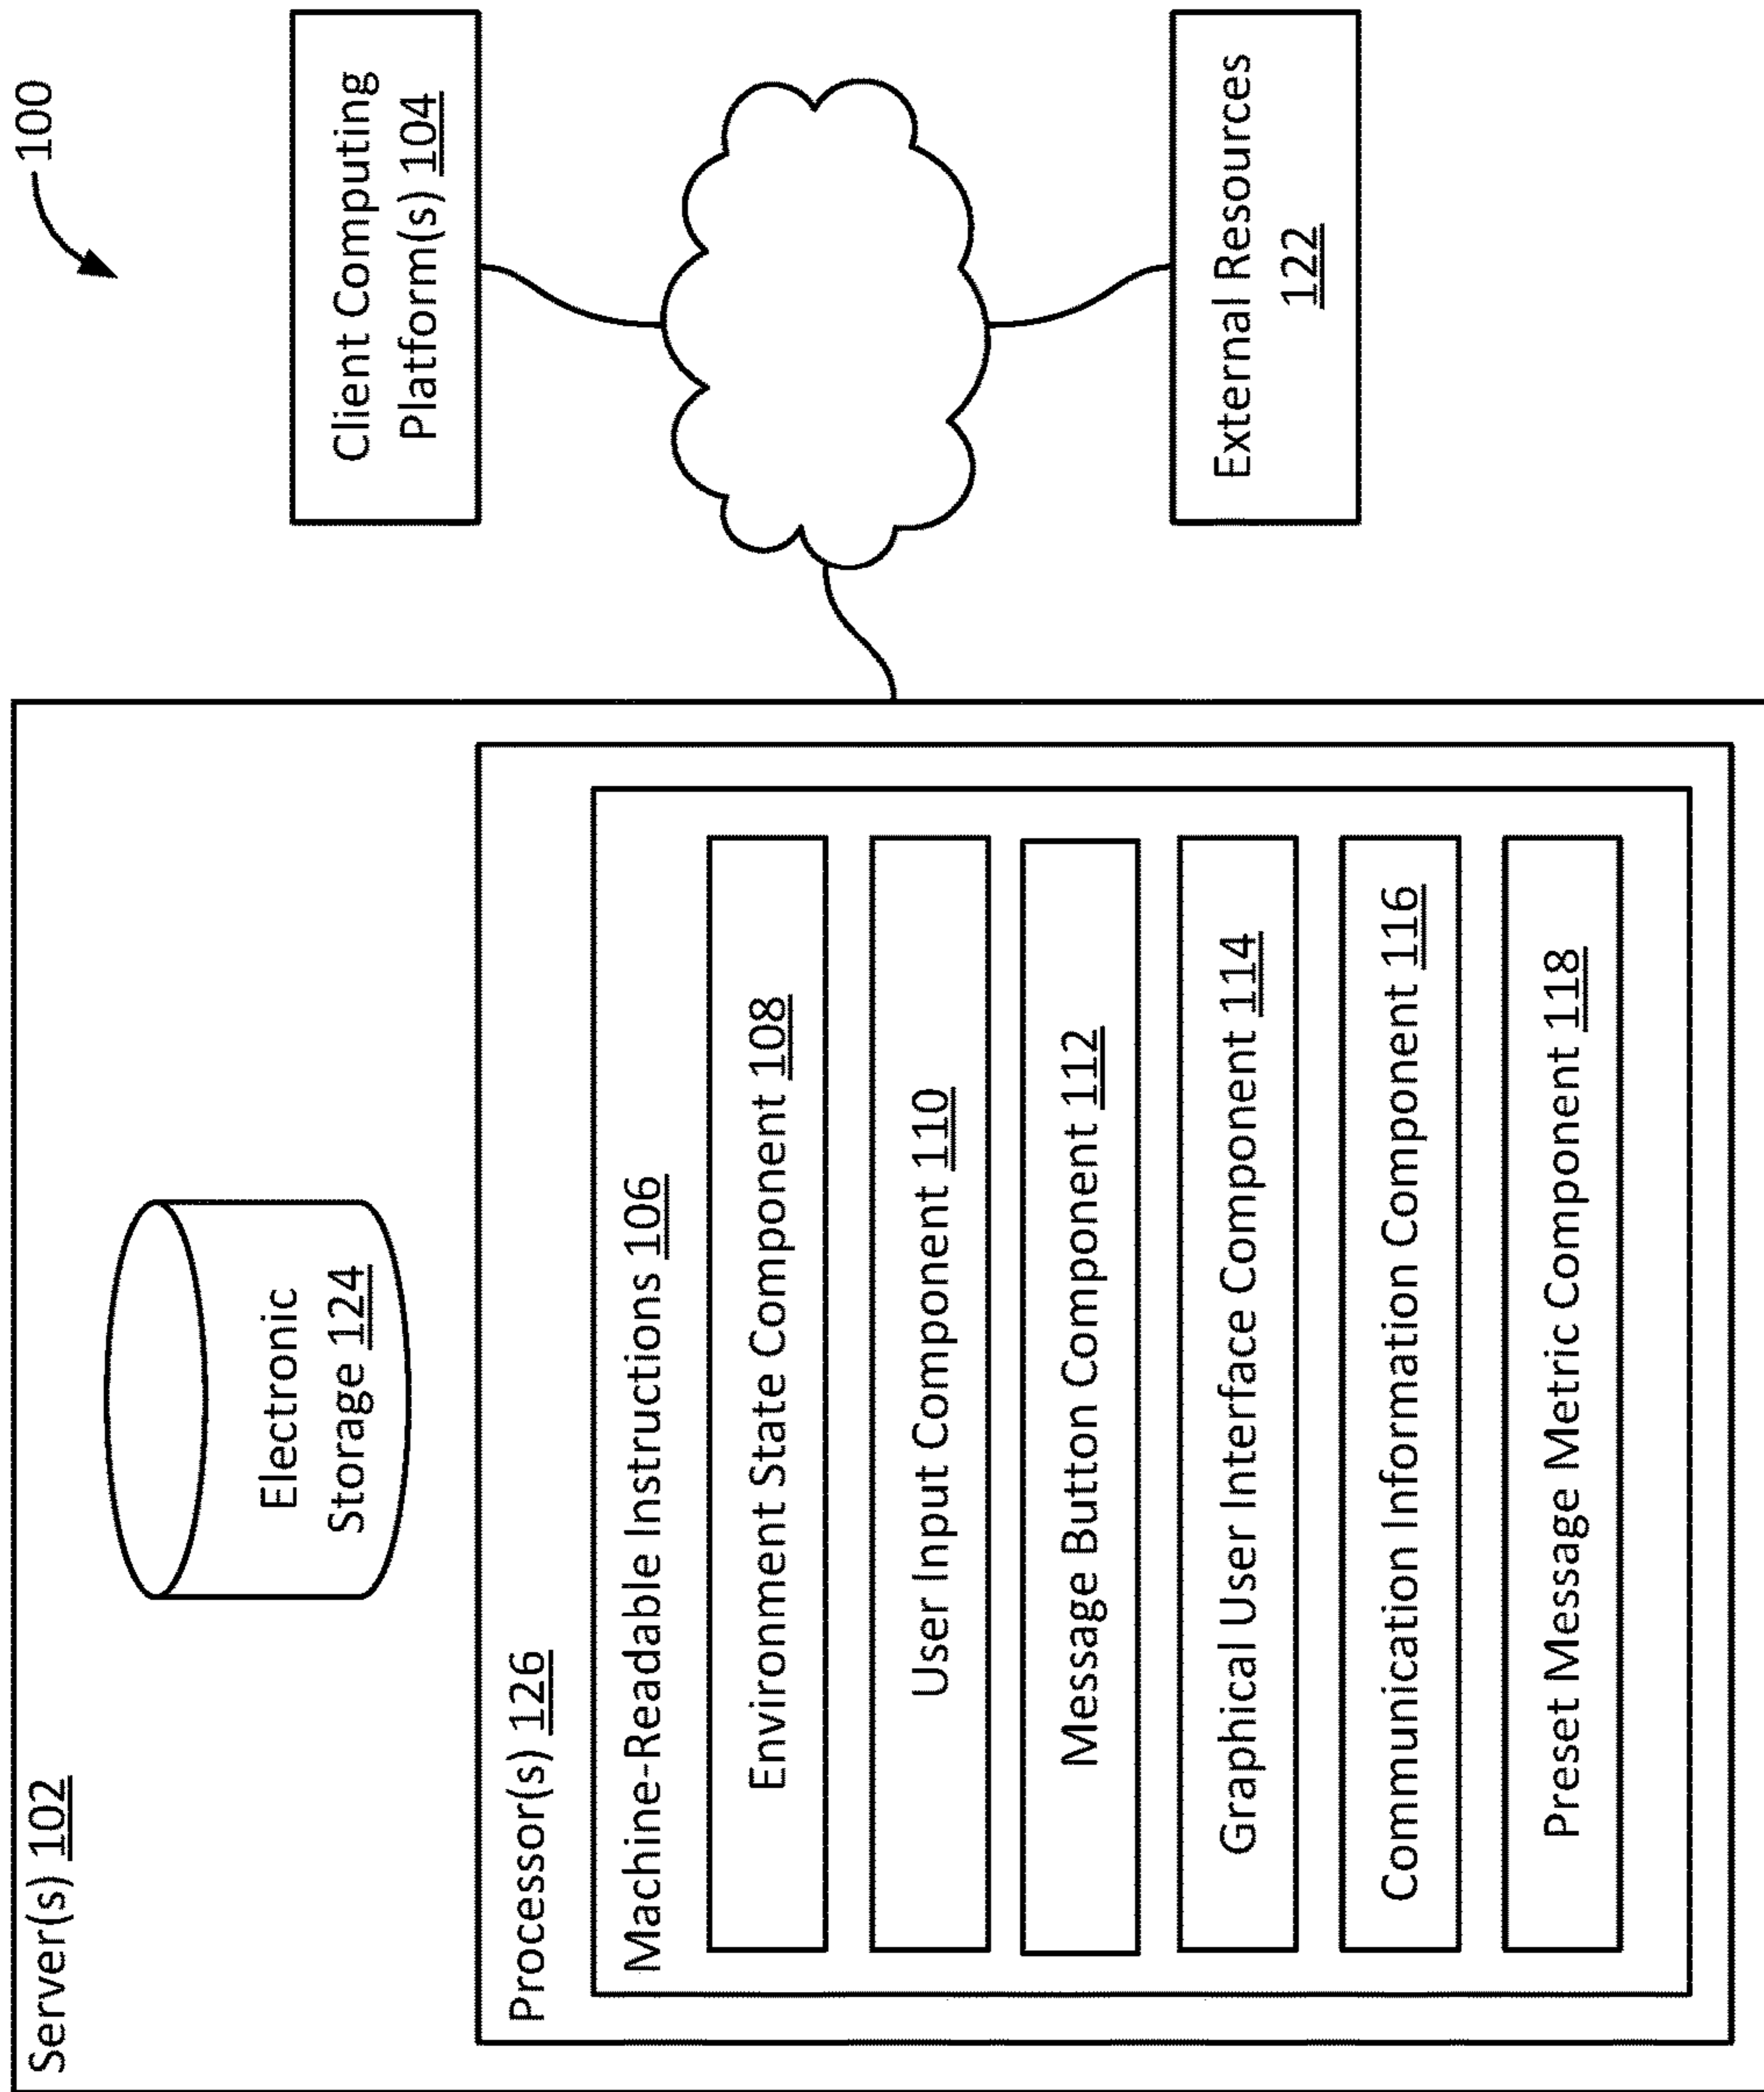 100
Server(s) 102
Electronic
Storage 124
Processor(s) 126
Machine-Readable Instructions 106
Environment State Component 108
User Input Component 110
Message Button Component 112
Graphical User Interface Component 114
Communication Information Component 116
Preset Message Metric Component 118
Client Computing
Platform(s) 104
External Resources
122